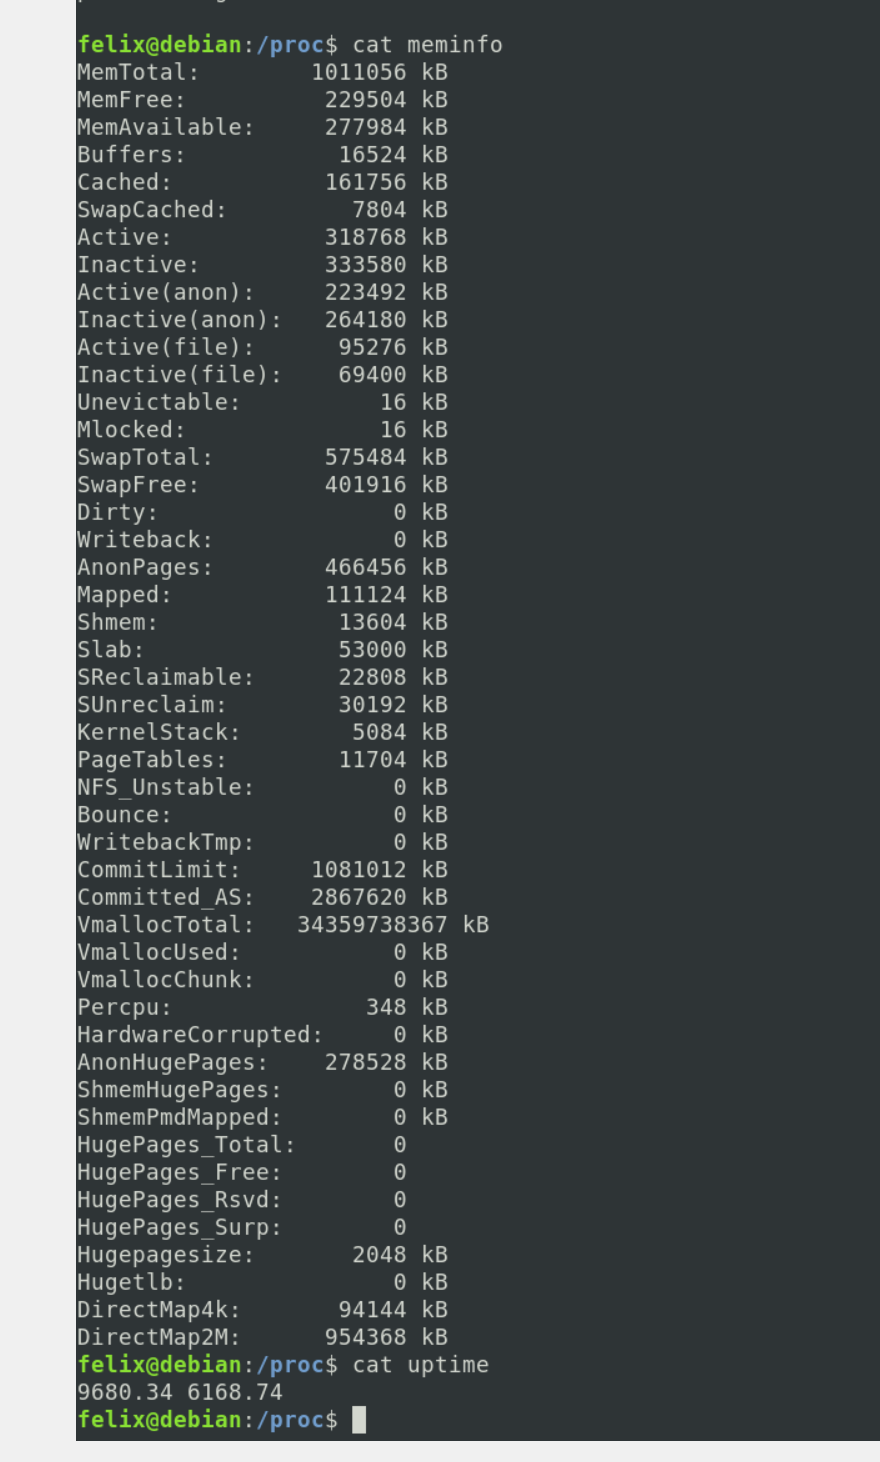 felix@debian:/proc$ cat meminfo
MemTotal:        1011056 kB
MemFree:          229504 kB
MemAvailable:     277984 kB
Buffers:           16524 kB
Cached:           161756 kB
SwapCached:         7804 kB
Active:           318768 kB
Inactive:         333580 kB
Active(anon):     223492 kB
Inactive(anon):   264180 kB
Active(file):      95276 kB
Inactive(file):    69400 kB
Unevictable:          16 kB
Mlocked:              16 kB
SwapTotal:        575484 kB
SwapFree:         401916 kB
Dirty:                 0 kB
Writeback:             0 kB
AnonPages:        466456 kB
Mapped:           111124 kB
Shmem:             13604 kB
Slab:              53000 kB
SReclaimable:      22808 kB
SUnreclaim:        30192 kB
KernelStack:        5084 kB
PageTables:        11704 kB
NFS_Unstable:          0 kB
Bounce:                0 kB
WritebackTmp:          0 kB
CommitLimit:     1081012 kB
Committed_AS:    2867620 kB
VmallocTotal:   34359738367 kB
VmallocUsed:           0 kB
VmallocChunk:          0 kB
Percpu:              348 kB
HardwareCorrupted:     0 kB
AnonHugePages:    278528 kB
ShmemHugePages:        0 kB
ShmemPmdMapped:        0 kB
HugePages_Total:       0
HugePages_Free:        0
HugePages_Rsvd:        0
HugePages_Surp:        0
Hugepagesize:       2048 kB
Hugetlb:               0 kB
DirectMap4k:       94144 kB
DirectMap2M:      954368 kB
felix@debian:/proc$ cat uptime
9680.34 6168.74
felix@debian:/proc$